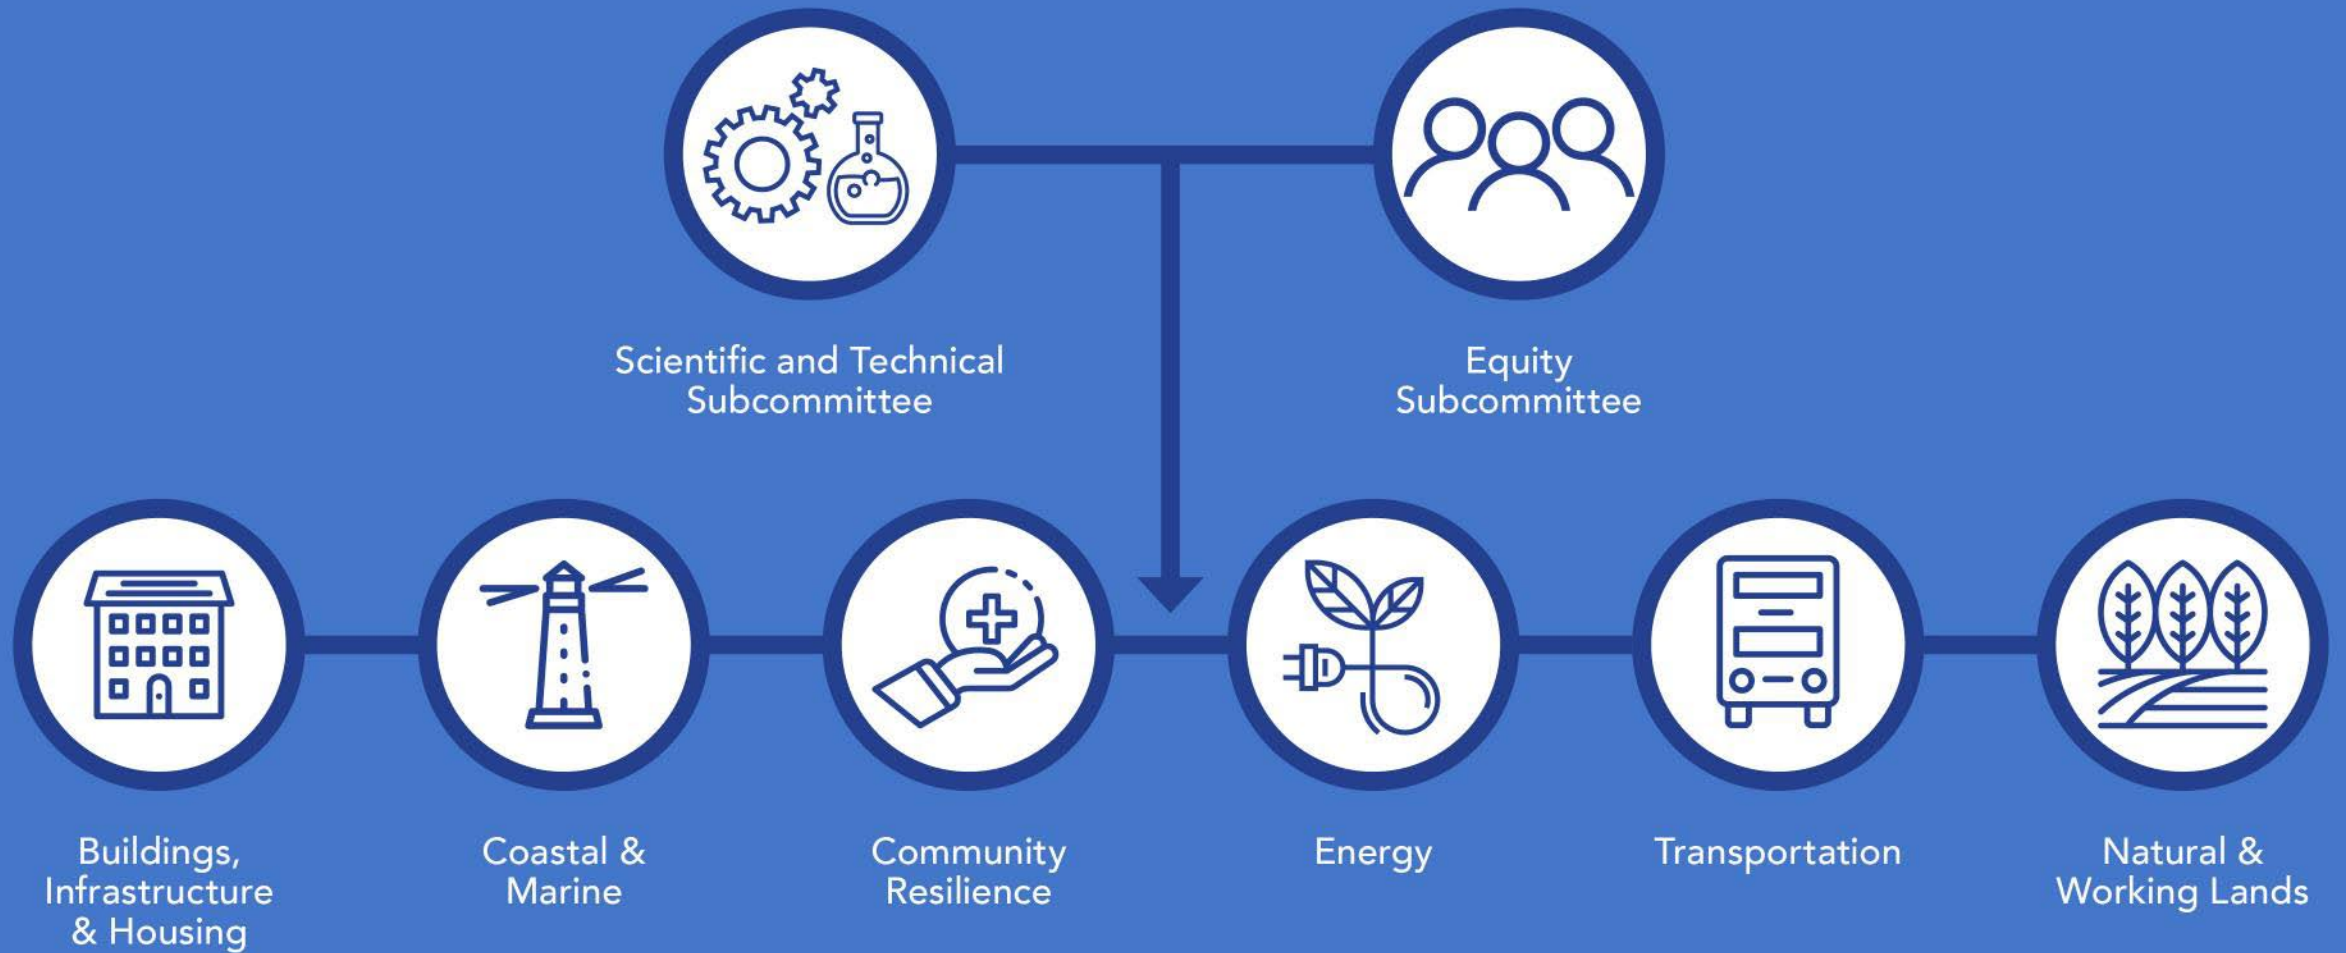 Scientific and Technical
Subcommittee
Equity
Subcommittee
Buildings,
Infrastructure
& Housing
Coastal &
Marine
Community
Resilience
Energy
Transportation
Natural &
Working Lands